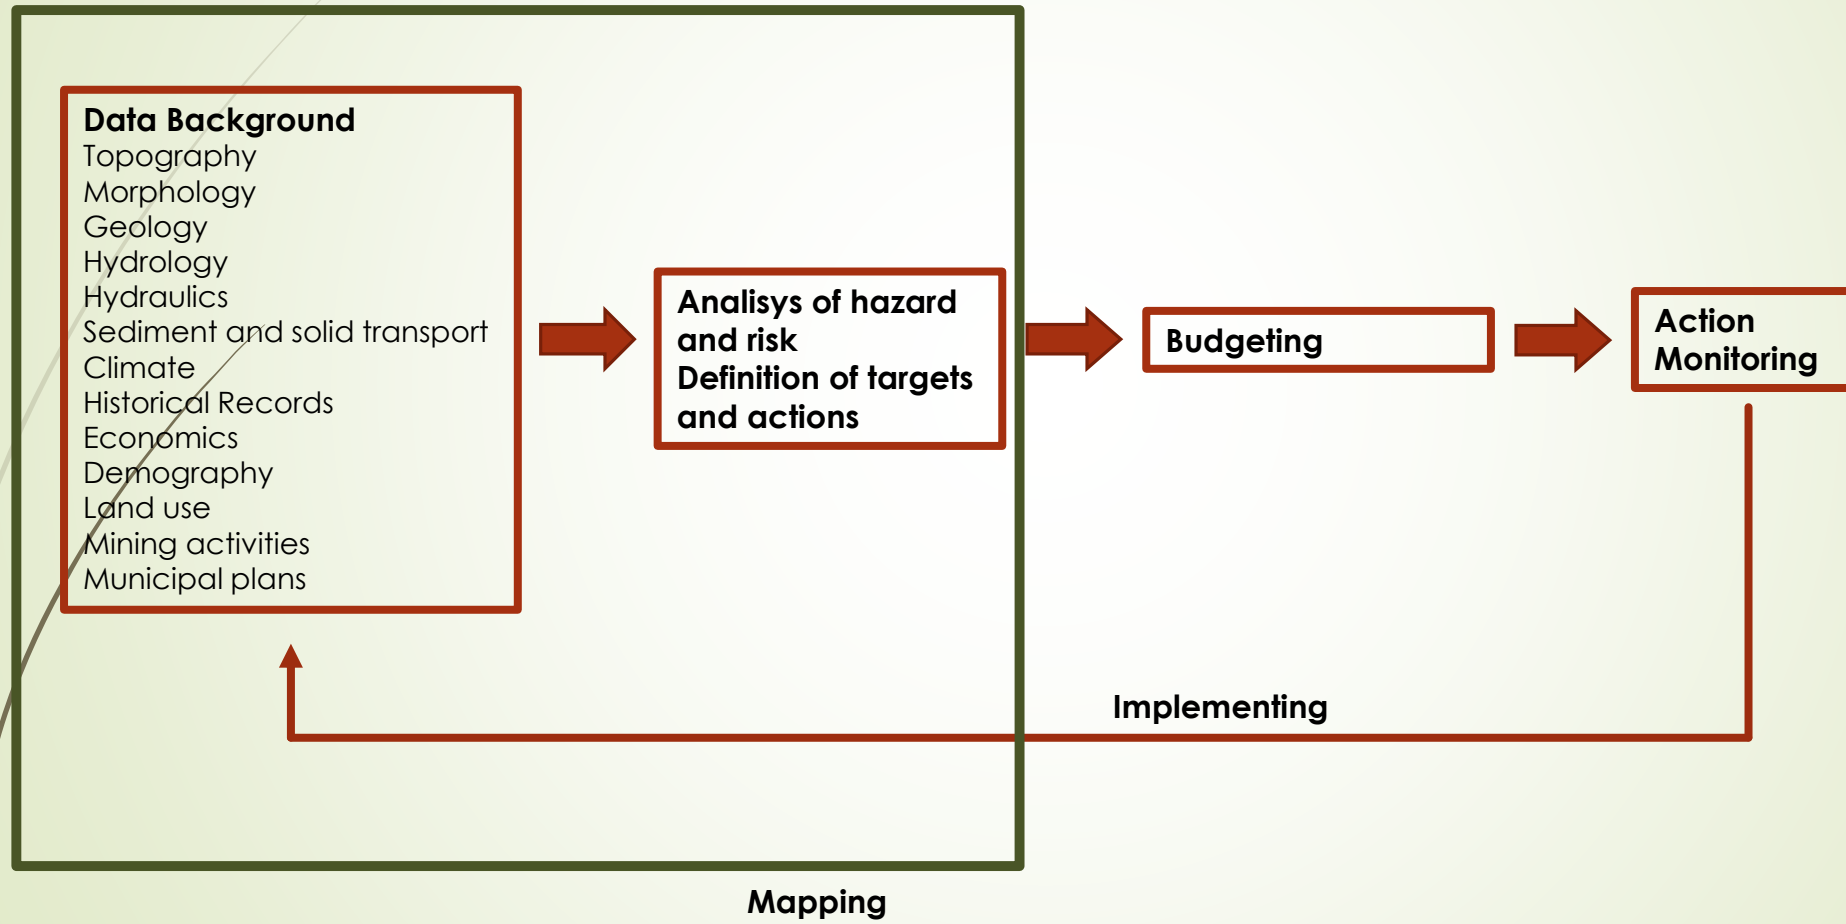 Data Background
Topography
Morphology
Geology
Hydrology
Hydraulics
Sediment and solid transport
Climate
Historical Records
Economics
Demography
Land use
Mining activities
Municipal plans
Analisys of hazard
and risk
Definition of targets
and actions
Budgeting
Action
Monitoring
Implementing
Mapping